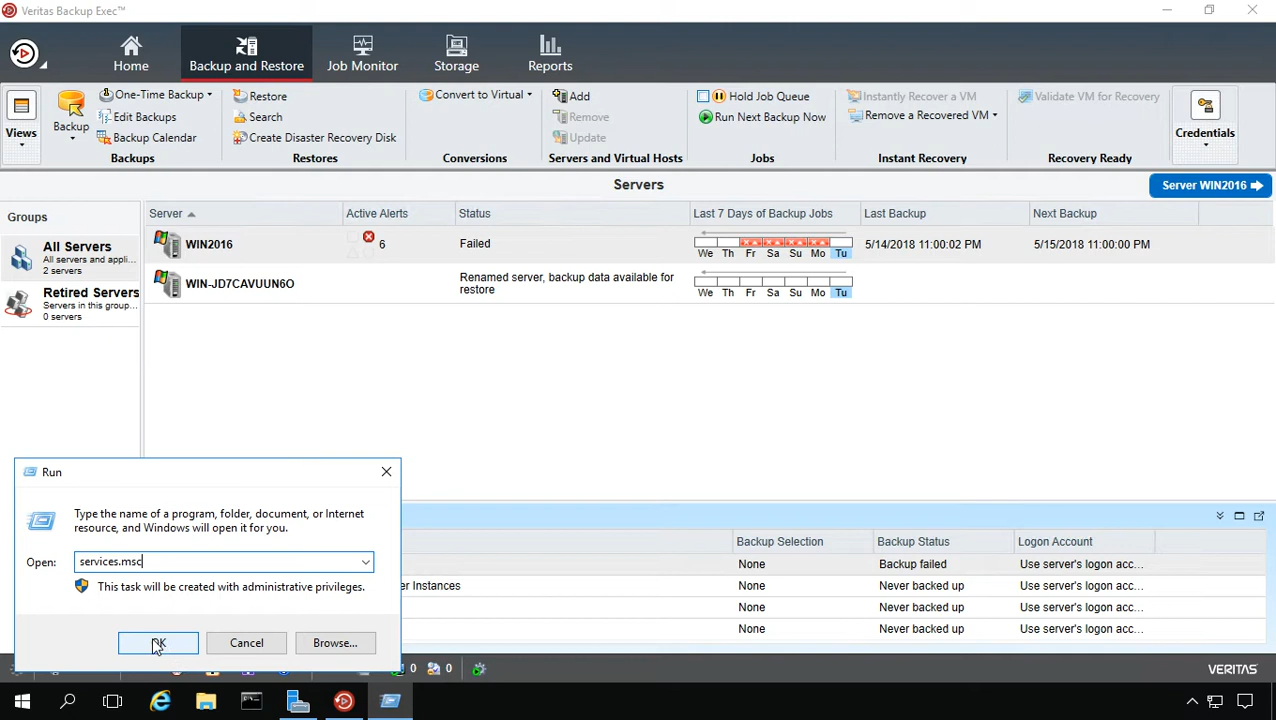 Veritas Backup Exec™
Home
Backup and Restore
Job Monitor
Storage
Reports
Views
Backup
One-Time Backup
Edit Backups
Backup Calendar
Backups
Restore
Search
Create Disaster Recovery Disk
Restores
Convert to Virtual
Conversions
Add
Remove
Update
Servers and Virtual Hosts
Hold Job Queue
Run Next Backup Now
Jobs
Instantly Recover a VM
Remove a Recovered VM
Instant Recovery
Validate VM for Recovery
Recovery Ready
Credentials
Servers
Server WIN2016
Groups
All Servers
All servers and appli...
2 servers
Retired Servers
Servers in this group...
0 servers
Server Active Alerts Status Last 7 Days of Backup Jobs Last Backup Next Backup
WIN2016 6 Failed 5/14/2018 11:00:02 PM 5/15/2018 11:00:00 PM
We Th Fr Sa Su Mo Tu
WIN-JD7CAVUUN6O Renamed server, backup data available for
restore
We Th Fr Sa Su Mo Tu
Run
Type the name of a program, folder, document, or Internet
resource, and Windows will open it for you.
Open: services.msc
This task will be created with administrative privileges.
OK Cancel Browse...
Backup Selection Backup Status Logon Account
None Backup failed Use server's logon acc...
er Instances None Never backed up Use server's logon acc...
None Never backed up Use server's logon acc...
None Never backed up Use server's logon acc...
0 0
VERITAS